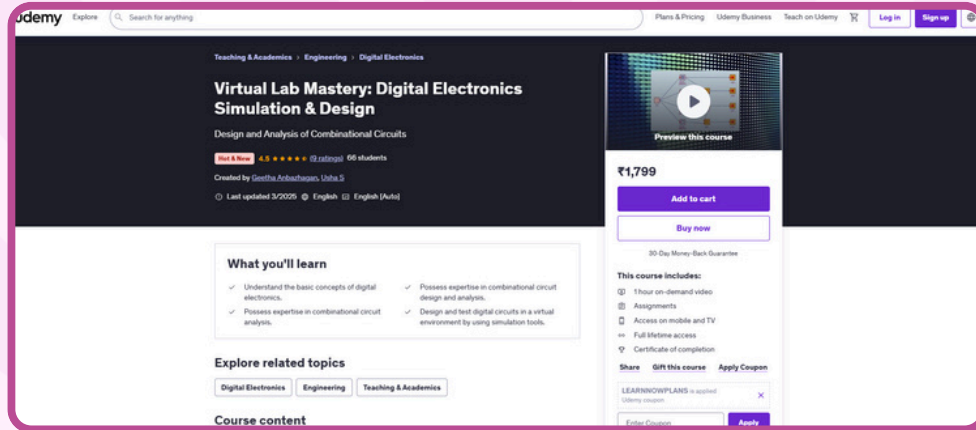 udemy Explore Search for anything Plans & Pricing Udemy Business Teach on Udemy Log in Sign up
Teaching & Academics › Engineering › Digital Electronics
Virtual Lab Mastery: Digital Electronics
Simulation & Design
Design and Analysis of Combinational Circuits
Hot & New 4.5 (9 ratings) 66 students
Created by Geetha Anbazhagan, Usha S
Last updated 3/2025 English English [Auto]
Preview this course
₹1,799
Add to cart
Buy now
30-Day Money-Back Guarantee
This course includes:
1 hour on-demand video
Assignments
Access on mobile and TV
Full lifetime access
Certificate of completion
Share Gift this course Apply Coupon
LEARNNOWPLANS is applied
Udemy coupon
Enter Coupon Apply
What you'll learn
Understand the basic concepts of digital
electronics.
Possess expertise in combinational circuit
analysis.
Possess expertise in combinational circuit
design and analysis.
Design and test digital circuits in a virtual
environment by using simulation tools.
Explore related topics
Digital Electronics Engineering Teaching & Academics
Course content